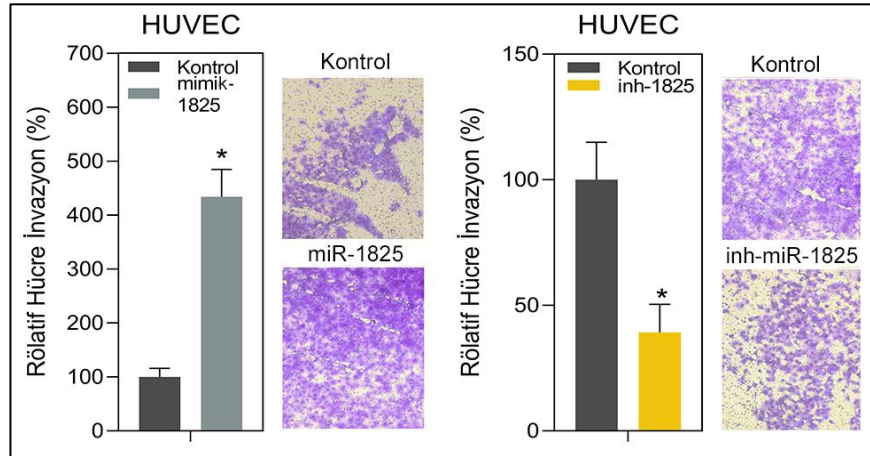 HUVEC
Rölatif Hücre İnvazyon (%)
700
600
500
400
300
200
100
0
Kontrol
mimik-
1825
*
Kontrol
miR-1825
HUVEC
Rölatif Hücre İnvazyon (%)
150
100
50
0
Kontrol
inh-1825
*
Kontrol
inh-miR-1825